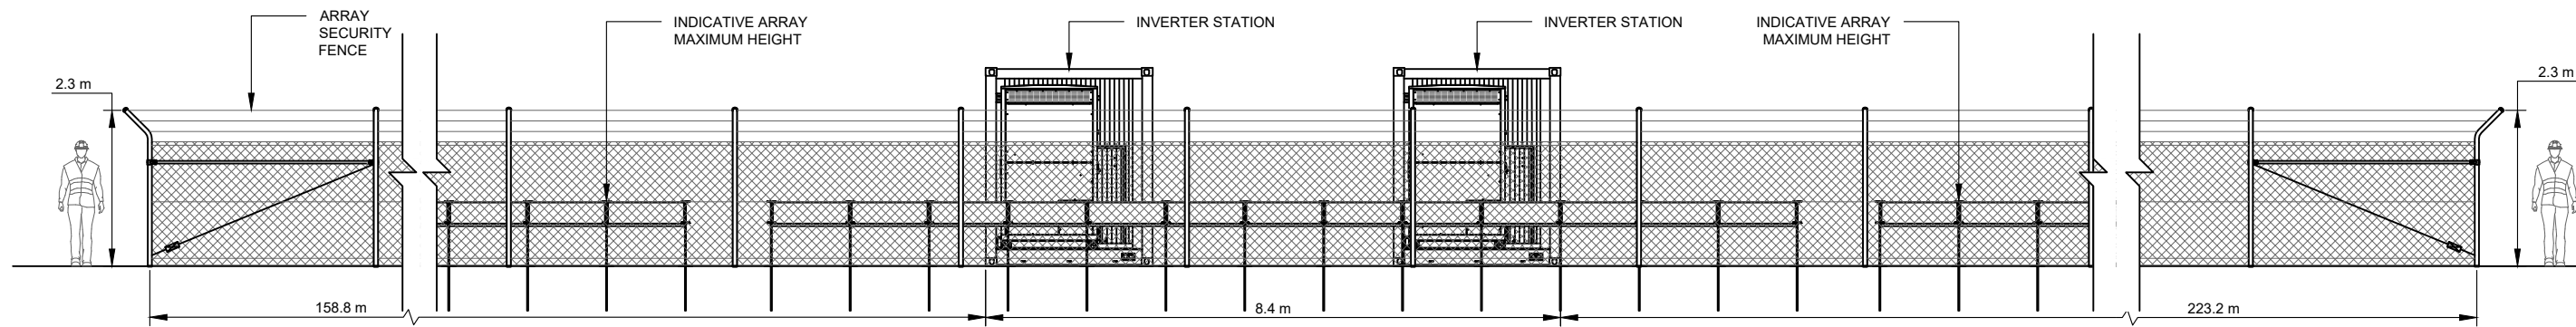 ARRAY
SECURITY
FENCE
INDICATIVE ARRAY
MAXIMUM HEIGHT
INVERTER STATION
INVERTER STATION
INDICATIVE ARRAY
MAXIMUM HEIGHT
2.3 m
2.3 m
158.8 m
8.4 m
223.2 m